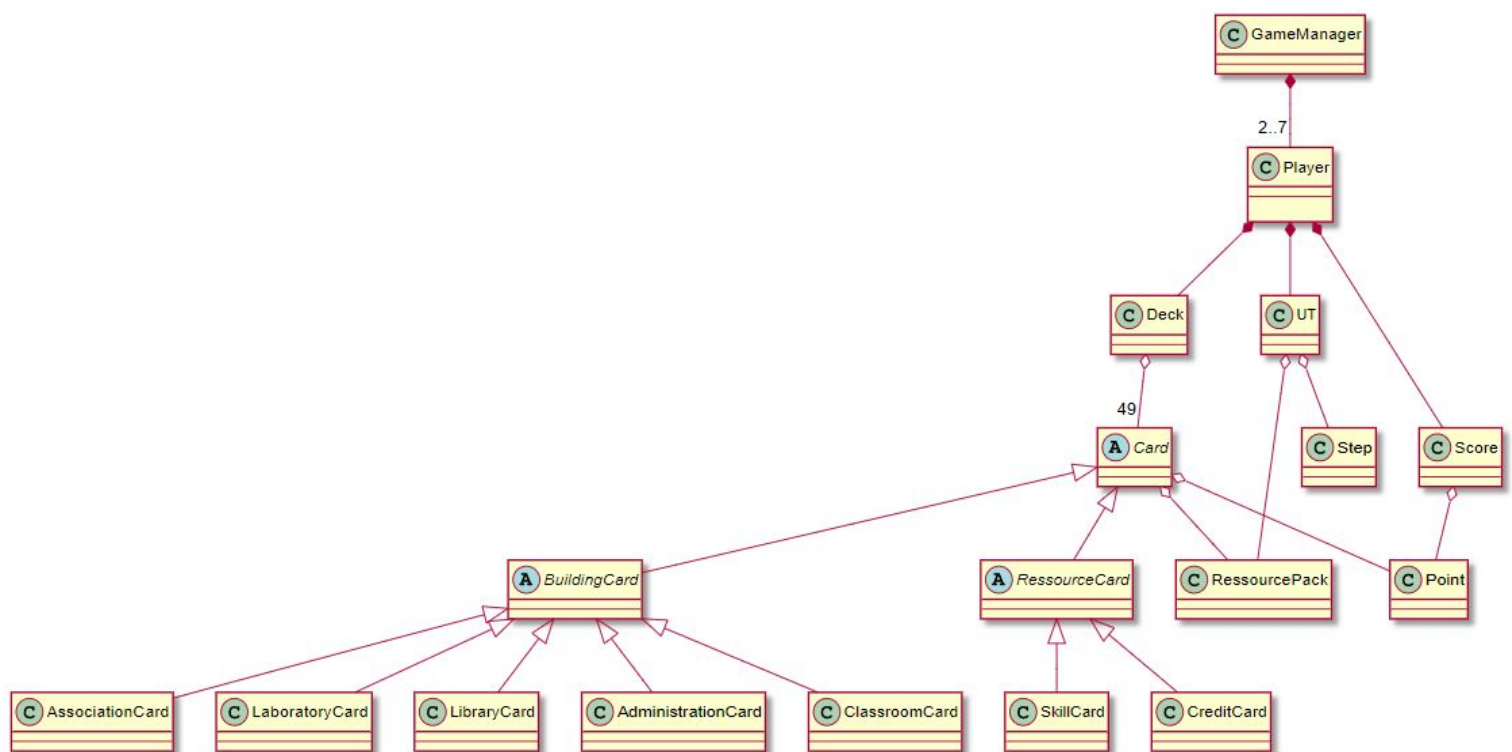 C GameManager
2..7
C Player
C Deck
C UT
49
A Card
C Step
C Score
A BuildingCard
A RessourceCard
C RessourcePack
C Point
C AssociationCard
C LaboratoryCard
C LibraryCard
C AdministrationCard
C ClassroomCard
C SkillCard
C CreditCard